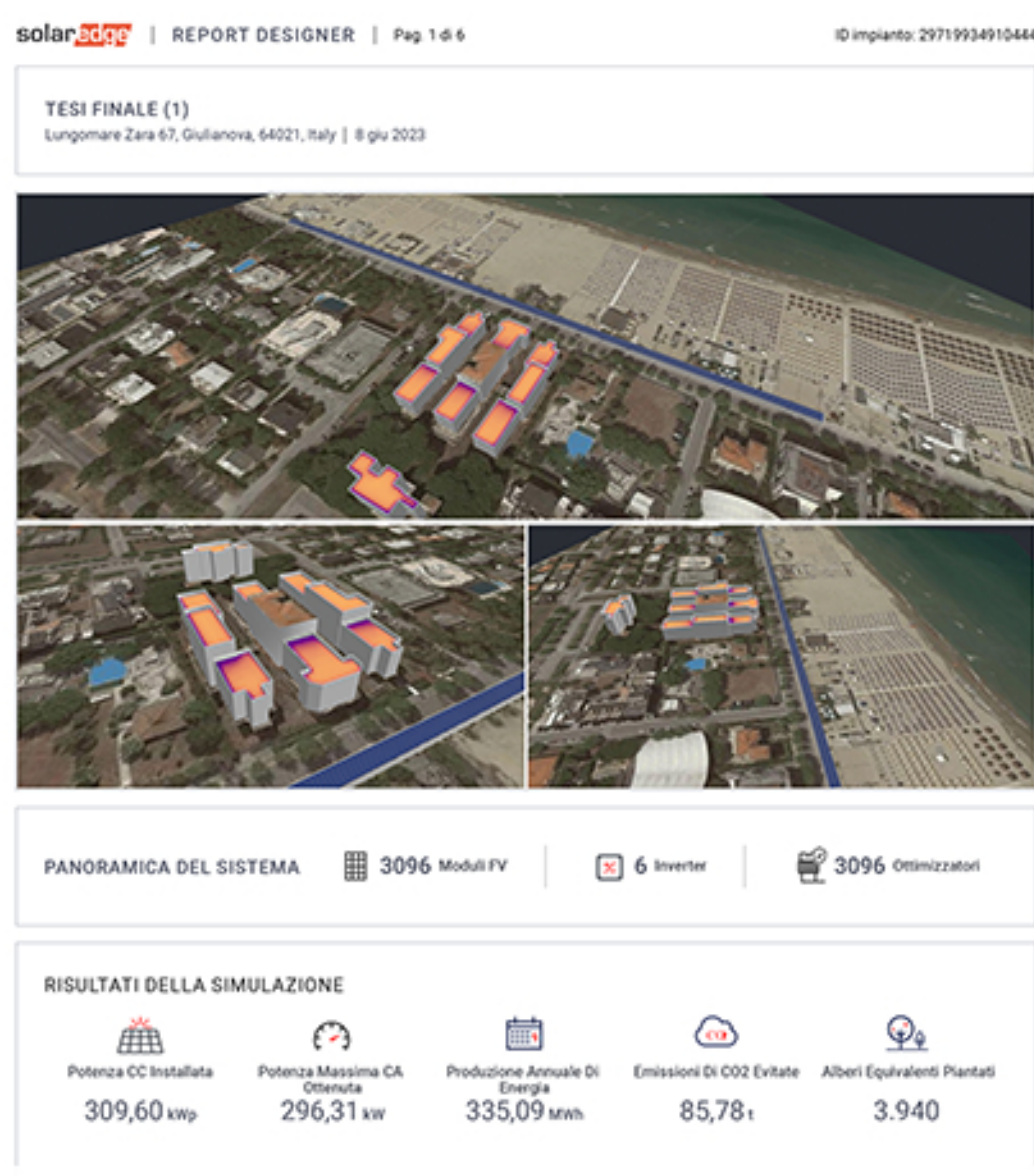 solaredge | REPORT DESIGNER | Pag. 1 di 6
ID impianto: 29719934910444
TESI FINALE (1)
Lungomare Zara 67, Giulianova, 64021, Italy | 8 giu 2023
PANORAMICA DEL SISTEMA
3096 Moduli FV
6 Inverter
3096 Ottimizzatori
RISULTATI DELLA SIMULAZIONE
Potenza CC Installata
309,60 kWp
Potenza Massima CA
Ottenuta
296,31 kW
Produzione Annuale Di
Energia
335,09 MWh
CO2
Emissioni Di CO2 Evitate
85,78 t
Alberi Equivalenti Piantati
3.940